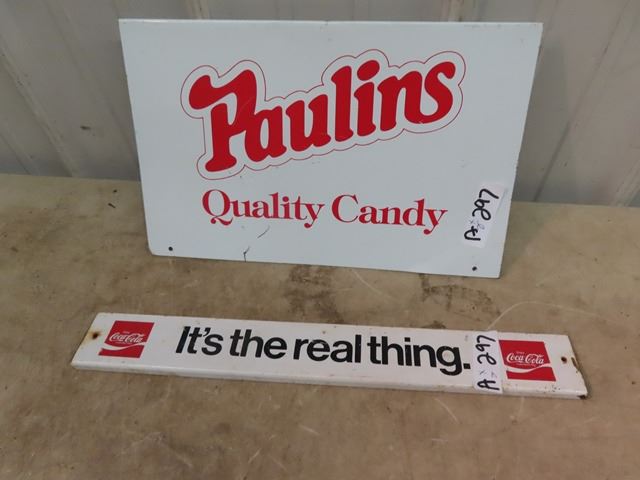 Paulins
Quality Candy
A-297
Coca-Cola
It's the real thing.
A-297
Coca-Cola